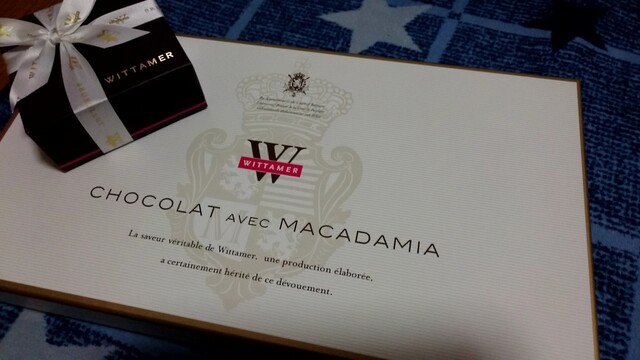 WITTAMER
W
WITTAMER
CHOCOLAT AVEC MACADAMIA
La saveur véritable de Wittamer, une production élaborée,
a certainement hérité de ce dévouement.